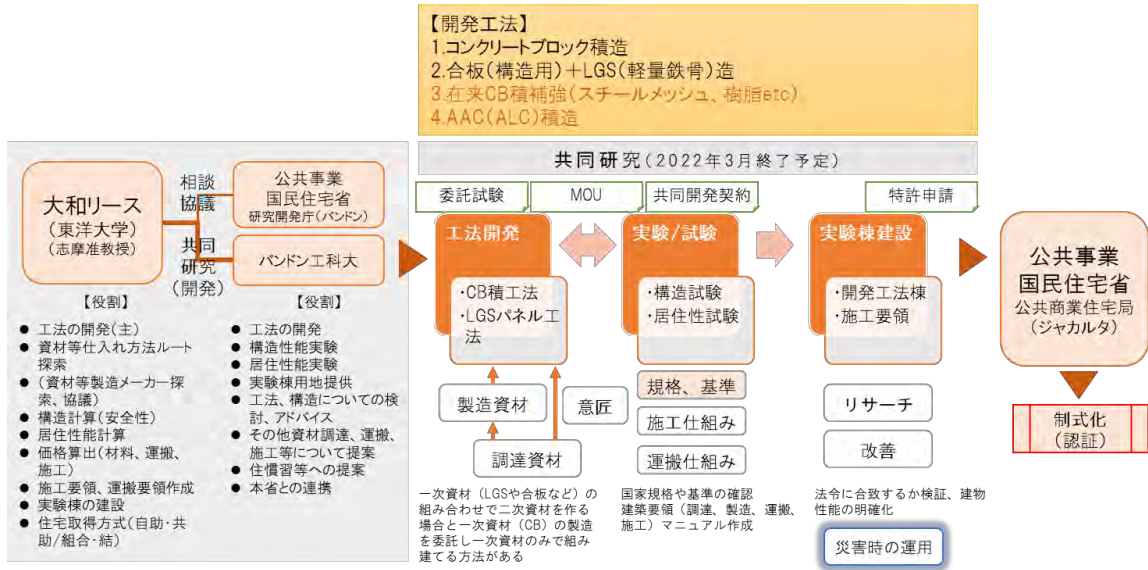 【開発工法】
1.コンクリートブロック積造
2.合板(構造用)+LGS(軽量鉄骨)造
3.在来CB積補強(スチールメッシュ、樹脂etc)
4.AAC(ALC)積造
共同研究(2022年3月終了予定)
大和リース
(東洋大学)
(志摩准教授)
相談
協議
共同
研究
(開発)
公共事業
国民住宅省
研究開発庁(バンドン)
バンドン工科大
【役割】
● 工法の開発(主)
● 資材等仕入れ方法ルート
探索
● (資材等製造メーカー探
索、協議)
● 構造計算(安全性)
● 居住性能計算
● 価格算出(材料、運搬、
施工)
● 施工要領、運搬要領作成
● 実験棟の建設
● 住宅取得方式(自助・共
助/組合・結)
【役割】
● 工法の開発
● 構造性能実験
● 居住性能実験
● 実験棟用地提供
● 工法、構造についての検
討、アドバイス
● その他資材調達、運搬、
施工等について提案
● 住慣習等への提案
● 本省との連携
委託試験
MOU
共同開発契約
特許申請
工法開発
・CB積工法
・LGSパネル工
法
製造資材
意匠
調達資材
一次資材(LGSや合板など)の
組み合わせで二次資材を作る
場合と一次資材(CB)の製造
を委託し一次資材のみで組み
建てる方法がある
実験/試験
・構造試験
・居住性試験
規格、基準
施工仕組み
運搬仕組み
国家規格や基準の確認
建築要領(調達、製造、運搬、
施工)マニュアル作成
実験棟建設
・開発工法棟
・施工要領
リサーチ
改善
法令に合致するか検証、建物
性能の明確化
災害時の運用
公共事業
国民住宅省
公共商業住宅局
(ジャカルタ)
制式化
(認証)